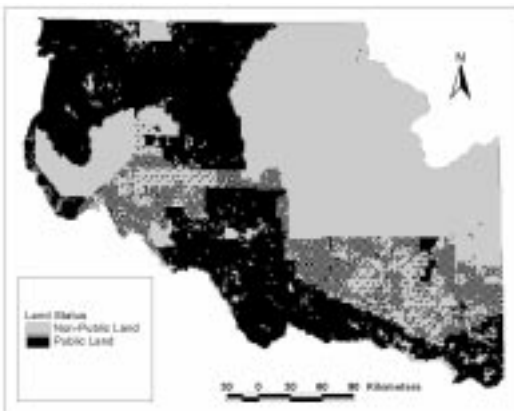 N
Land Status
Non-Public Land
Public Land
30 0 30 60 90 Kilometers